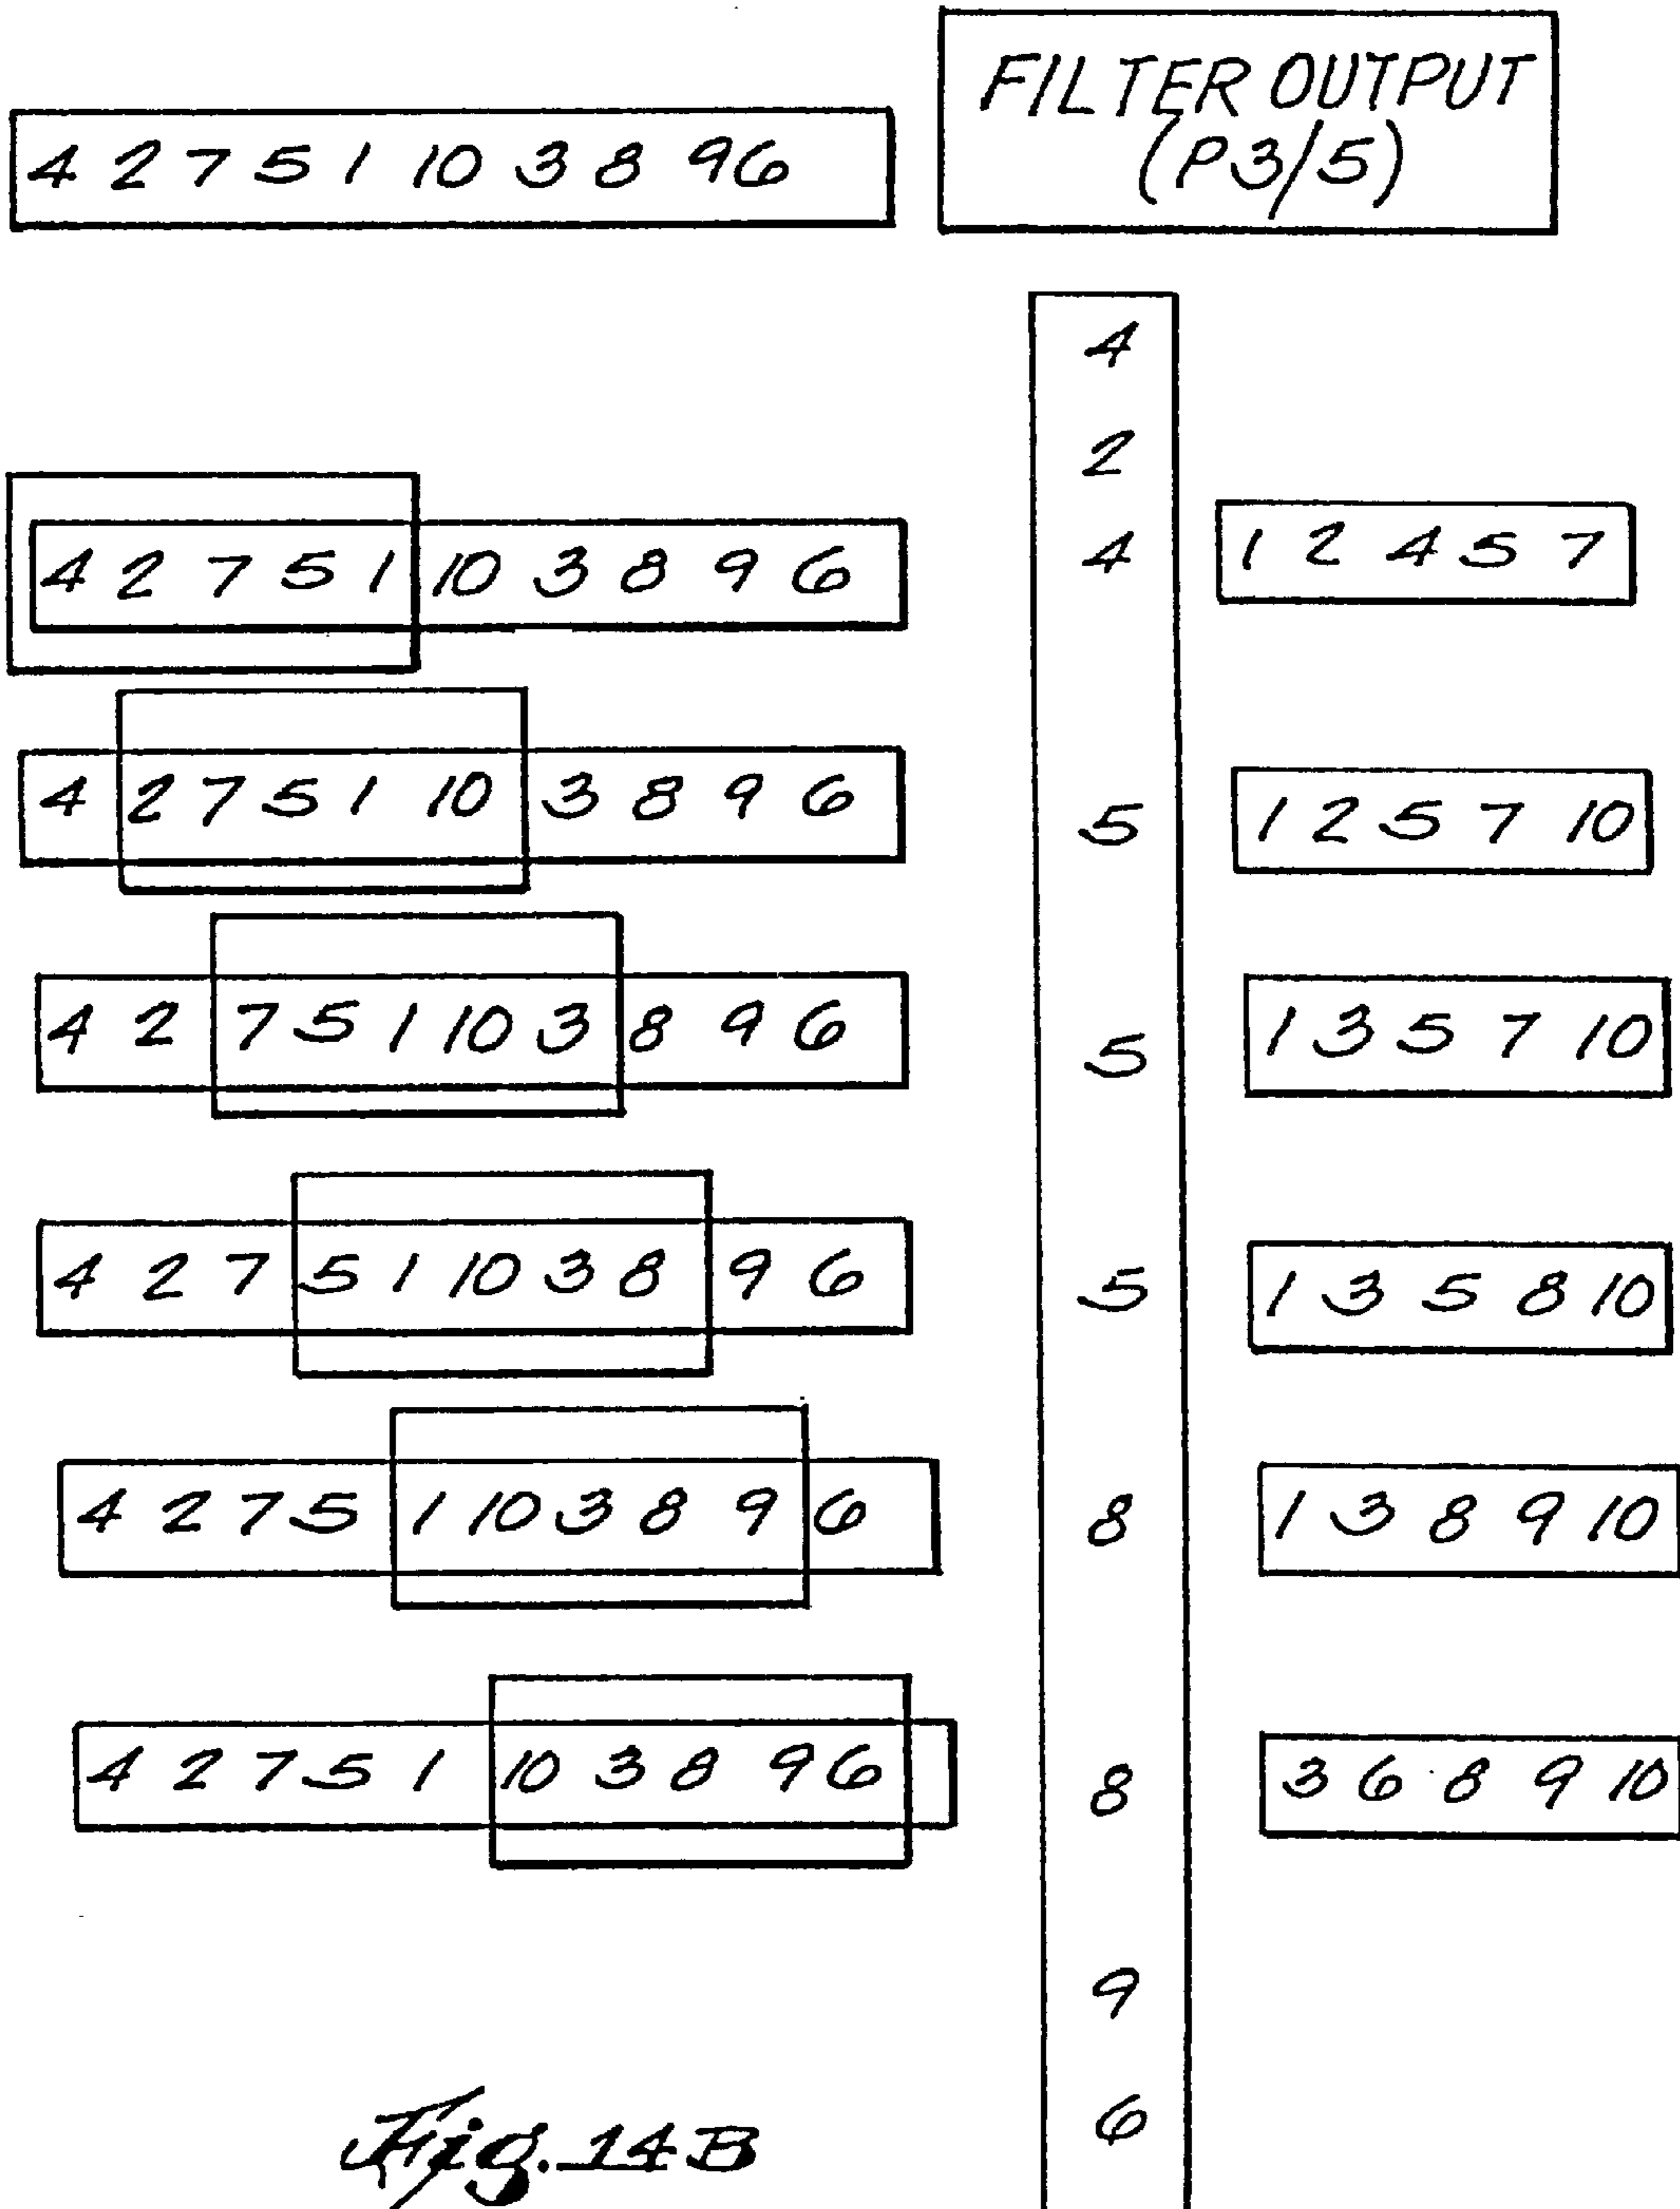 FILTER OUTPUT
(P3/5)
4 2 7 5 1 10 3 8 9 6
4
2
4 2 7 5 1 10 3 8 9 6 4 1 2 4 5 7
4 2 7 5 1 10 3 8 9 6 5 1 2 5 7 10
4 2 7 5 1 10 3 8 9 6 5 1 3 5 7 10
4 2 7 5 1 10 3 8 9 6 5 1 3 5 8 10
4 2 7 5 1 10 3 8 9 6 8 1 3 8 9 10
4 2 7 5 1 10 3 8 9 6 8 3 6 8 9 10
9
6
Fig. 14B